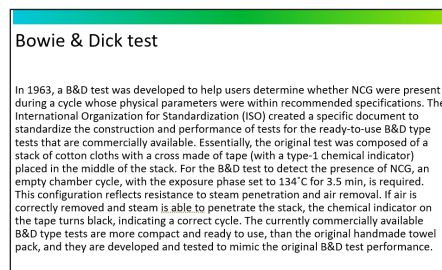 Bowie & Dick test
In 1963, a B&D test was developed to help users determine whether NCG were present
during a cycle whose physical parameters were within recommended specifications. The
International Organization for Standardization (ISO) created a specific document to
standardize the construction and performance of tests for the ready-to-use B&D type
tests that are commercially available. Essentially, the original test was composed of a
stack of cotton cloths with a cross made of tape (with a type-1 chemical indicator)
placed in the middle of the stack. For the B&D test to detect the presence of NCG, an
empty chamber cycle, with the exposure phase set to 134˚C for 3.5 min, is required.
This configuration reflects resistance to steam penetration and air removal. If air is
correctly removed and steam is able to penetrate the stack, the chemical indicator on
the tape turns black, indicating a correct cycle. The currently commercially available
B&D type tests are more compact and ready to use, than the original handmade towel
pack, and they are developed and tested to mimic the original B&D test performance.